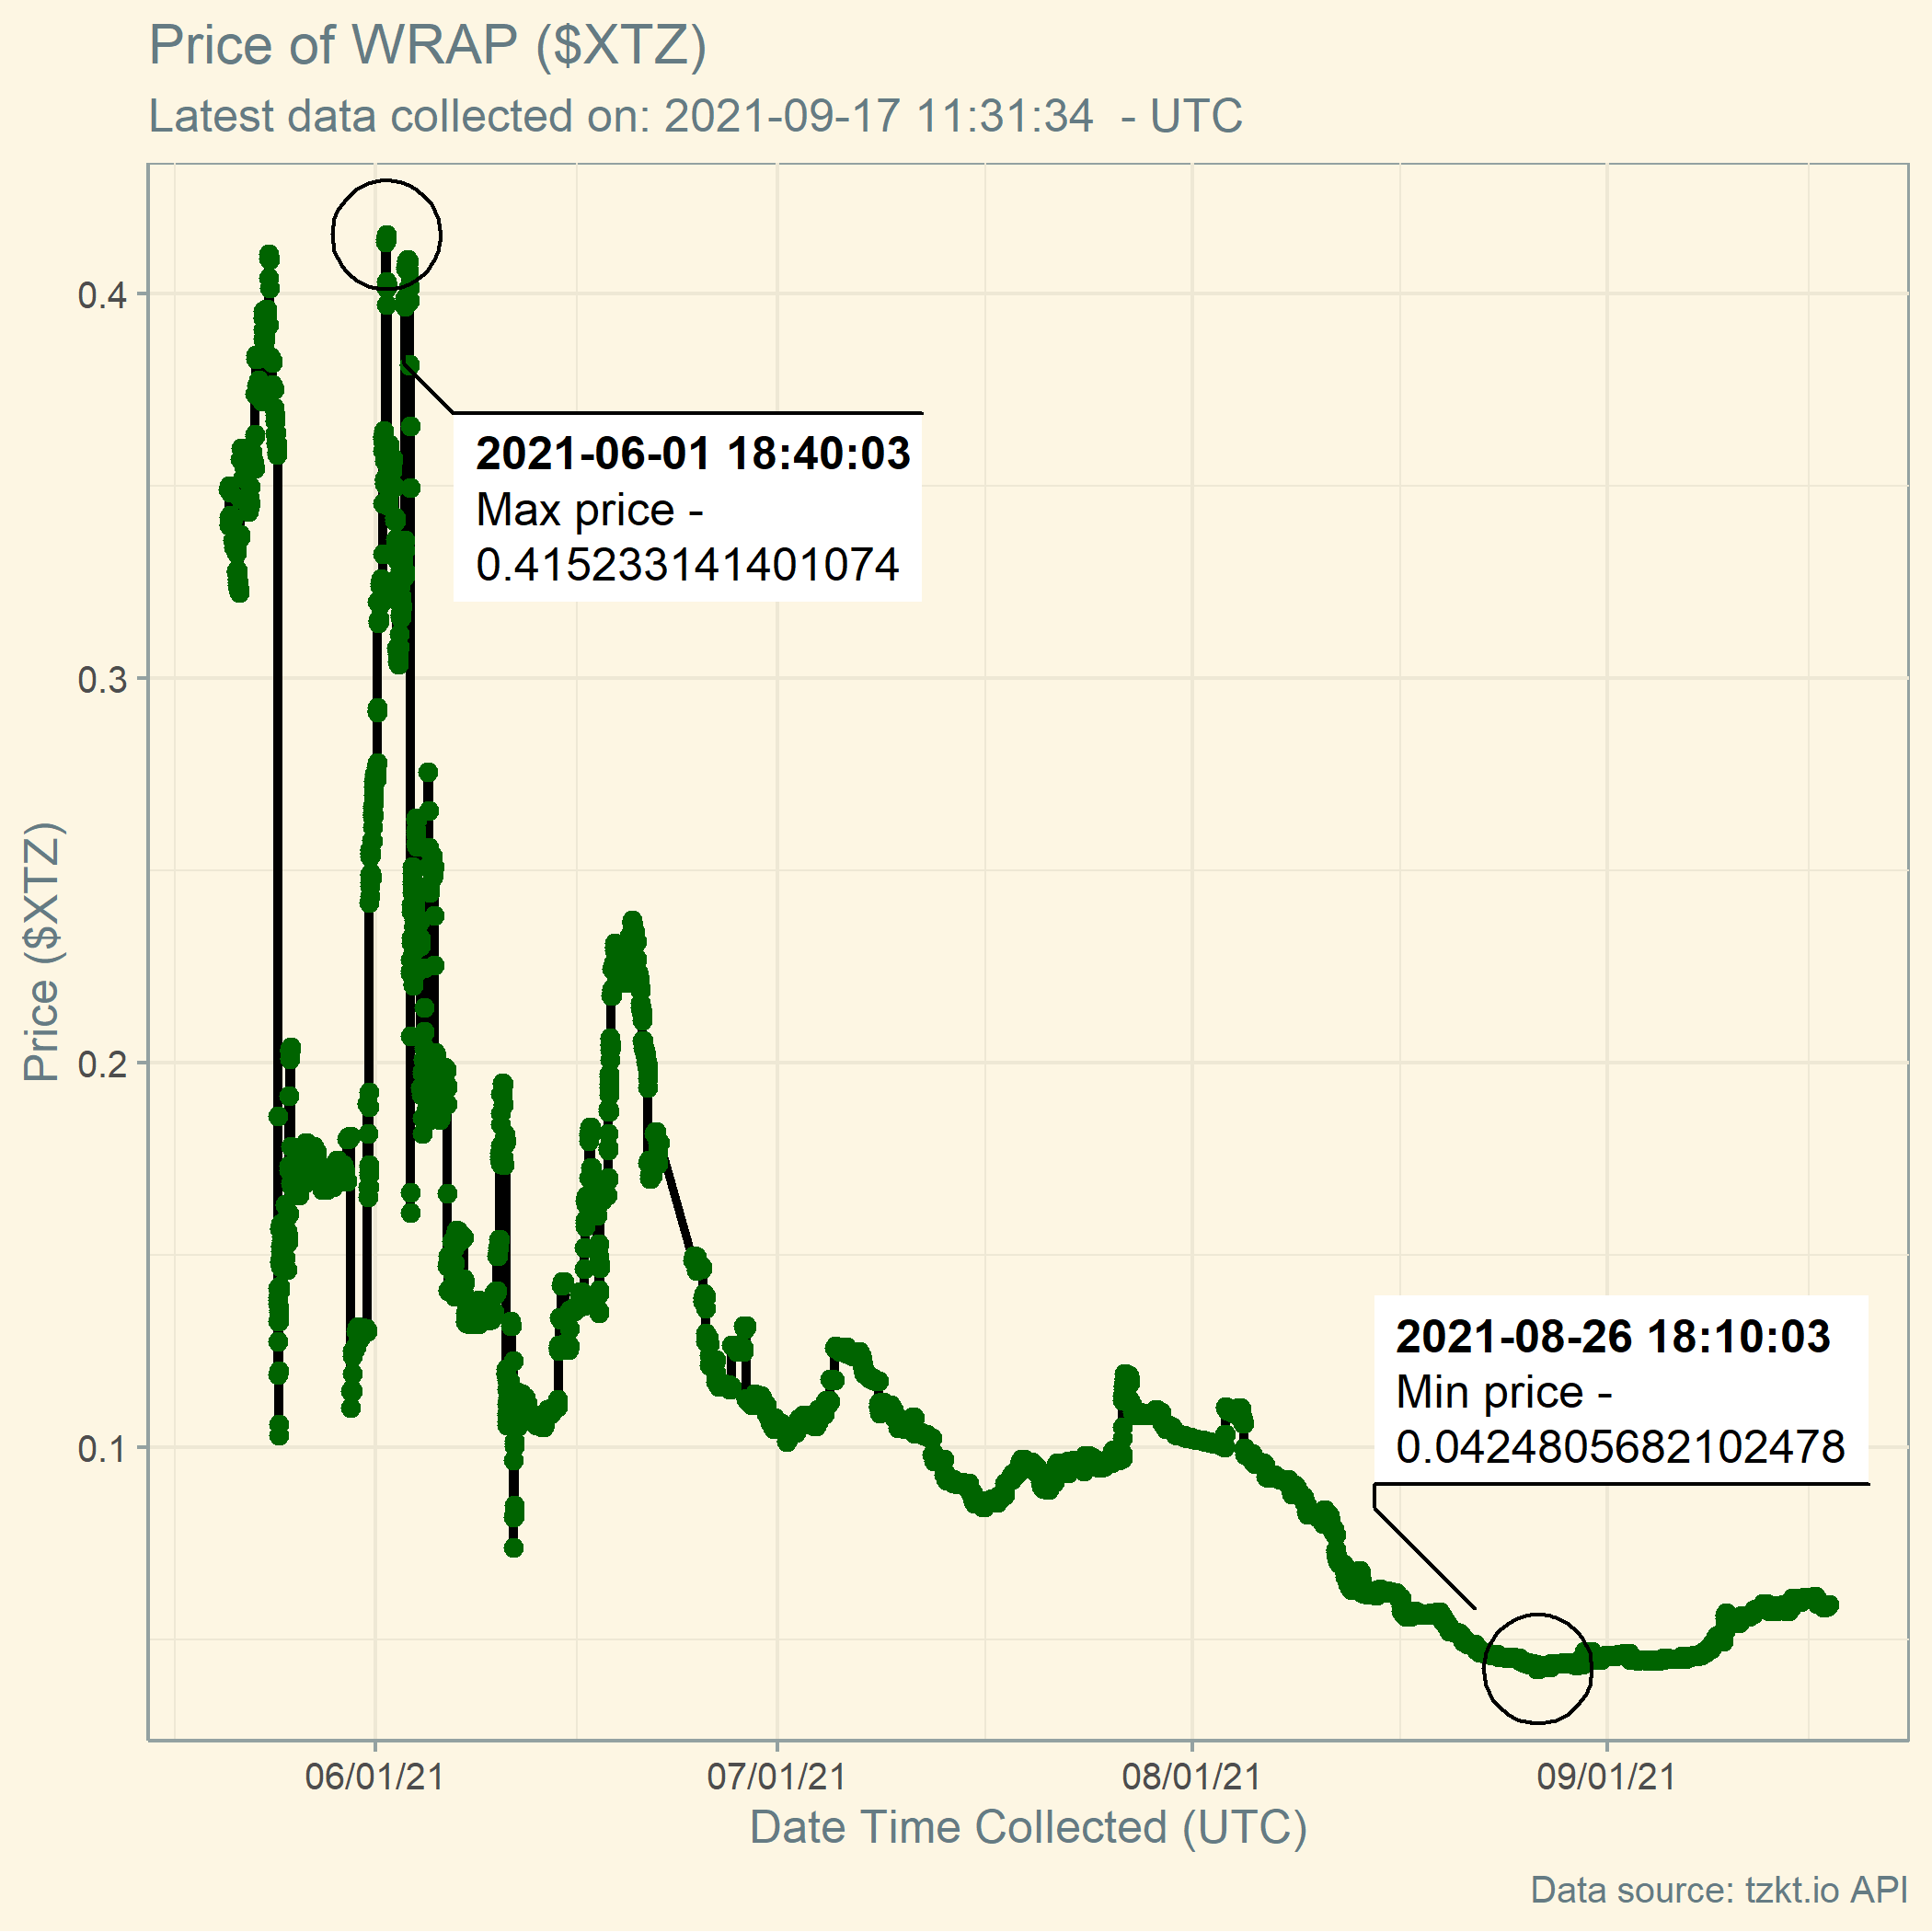 Price of WRAP ($XTZ)
Latest data collected on: 2021-09-17 11:31:34  - UTC
0.4
0.3
0.2
0.1
Price ($XTZ)
2021-06-01 18:40:03
Max price -
0.415233141401074
2021-08-26 18:10:03
Min price -
0.0424805682102478
06/01/21
07/01/21
08/01/21
09/01/21
Date Time Collected (UTC)
Data source: tzkt.io API